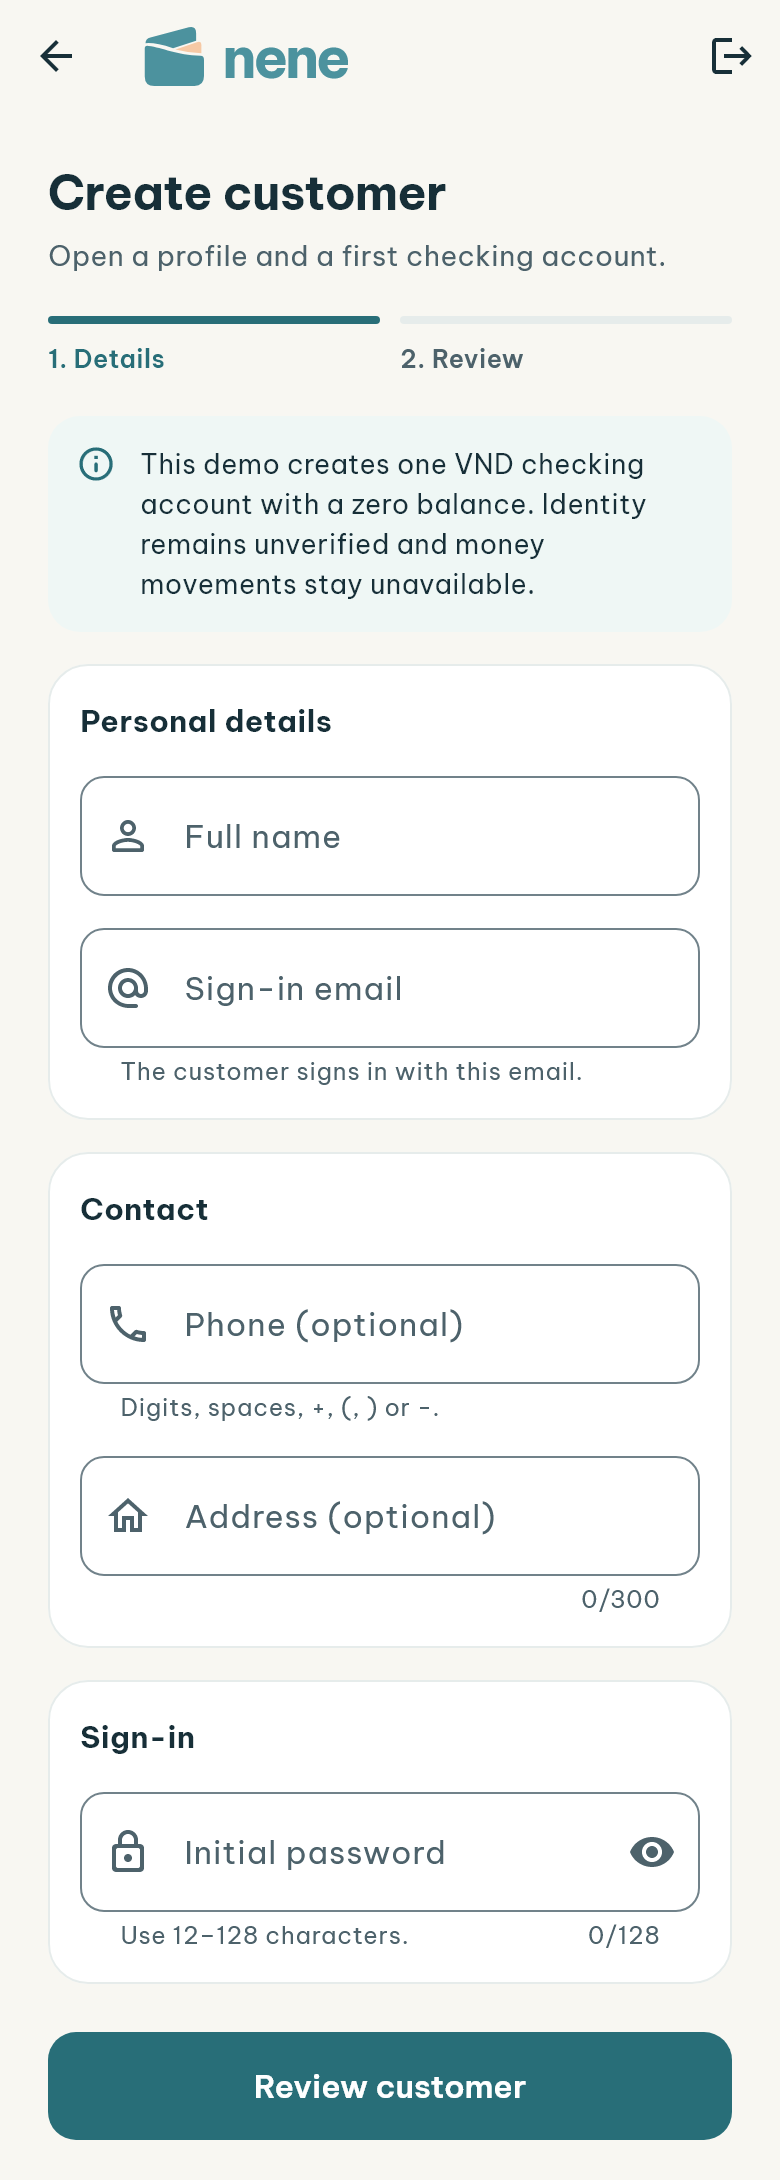 nene
Create customer
Open a profile and a first checking account.
1. Details
2. Review
This demo creates one VND checking
account with a zero balance. Identity
remains unverified and money
movements stay unavailable.
Personal details
Full name
Sign-in email
The customer signs in with this email.
Contact
Phone (optional)
Digits, spaces, +, (, ) or -.
Address (optional)
0/300
Sign-in
Initial password
Use 12–128 characters.
0/128
Review customer